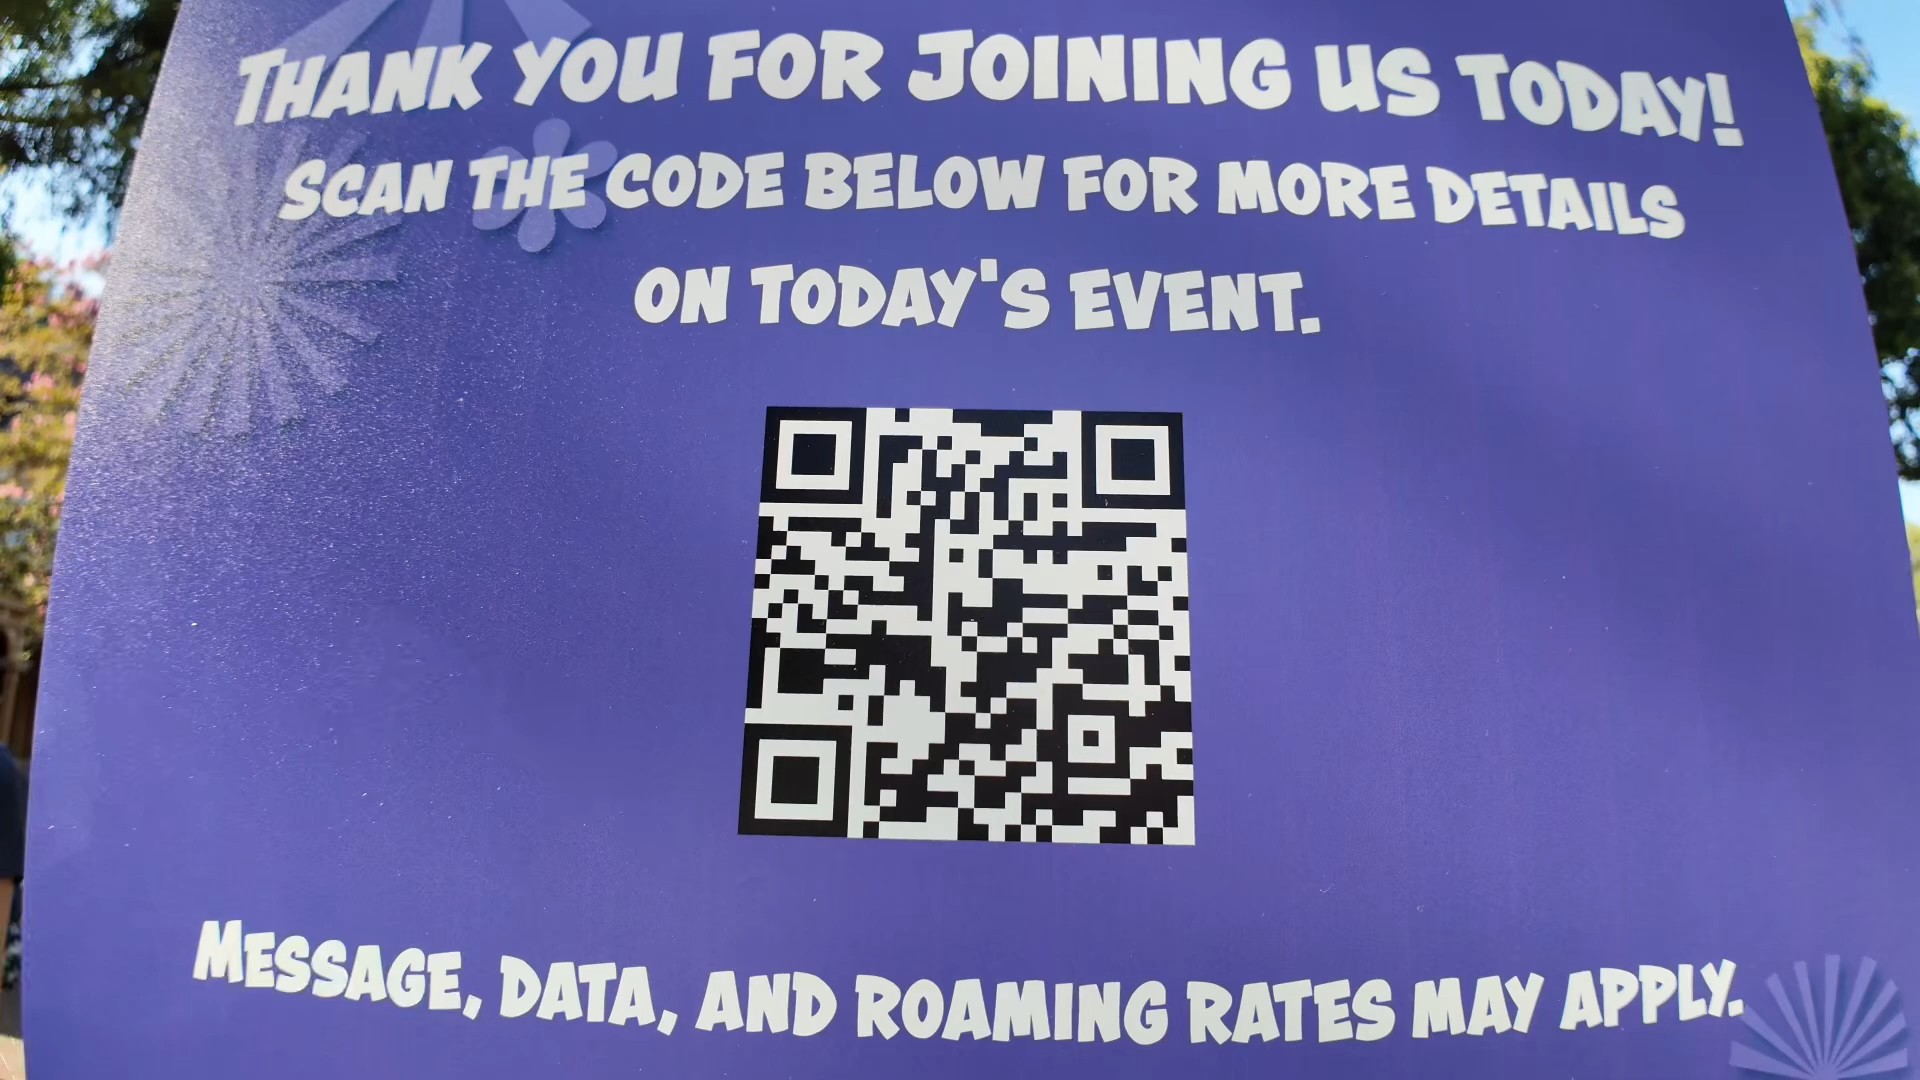 THANK YOU FOR JOINING US TODAY!
SCAN THE CODE BELOW FOR MORE DETAILS
ON TODAY'S EVENT.
MESSAGE, DATA, AND ROAMING RATES MAY APPLY.